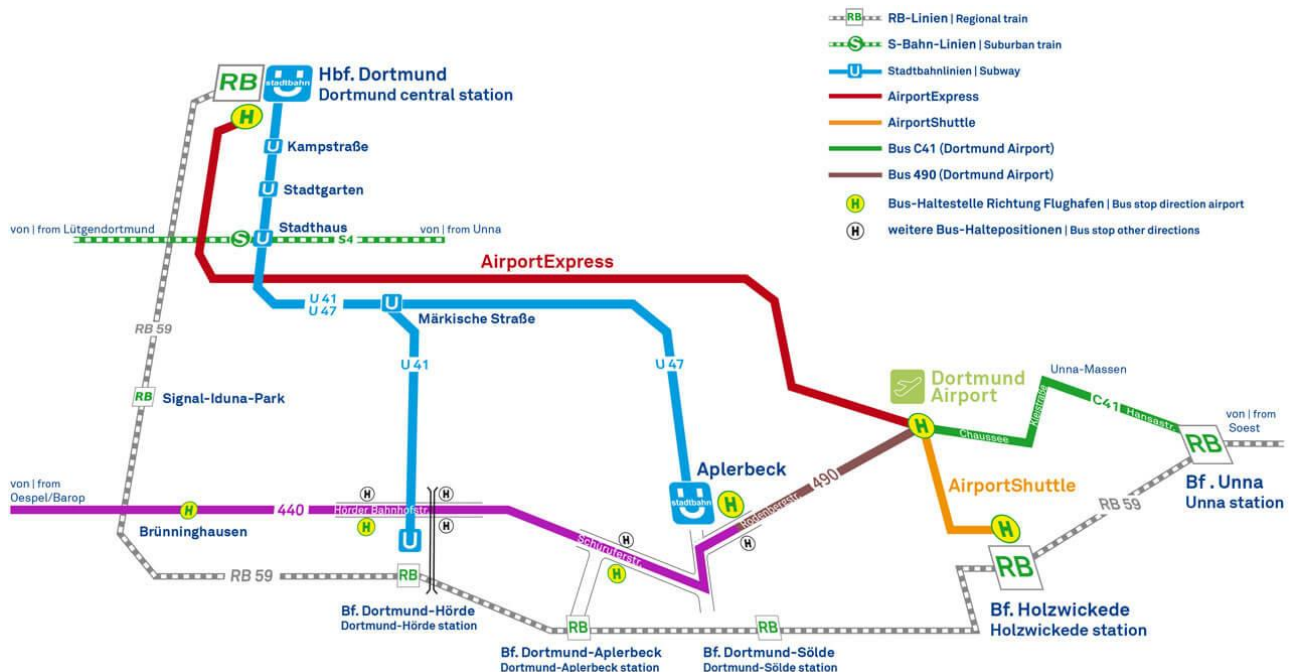 RB
stadtbahn
Hbf. Dortmund
Dortmund central station
H
U
Kampstraße
U
Stadtgarten
von | from Lütgendortmund
S
U
Stadthaus
S4
von | from Unna
AirportExpress
U 41
U 47
U
Märkische Straße
RB 59
U 41
U 47
RB
Signal-Iduna-Park
RB-Linien | Regional train
S-Bahn-Linien | Suburban train
Stadtbahnlinien | Subway
AirportExpress
AirportShuttle
Bus C41 (Dortmund Airport)
Bus 490 (Dortmund Airport)
Bus-Haltestelle Richtung Flughafen | Bus stop direction airport
weitere Bus-Haltepositionen | Bus stop other directions
RB
S
U
H
H
Dortmund
Airport
H
Chaussee
Kleistraße
Unna-Massen
C41
Hansastr.
von | from
Soest
RB
Bf . Unna
Unna station
RB 59
AirportShuttle
H
RB
Bf. Holzwickede
Holzwickede station
Aplerbeck
stadtbahn
H
490
Rodenbergstr.
H
von | from
Oespel/Barop
H
Brünninghausen
440
H
H
Hörder Bahnhofstr.
H
H
U
H
Schürüferstr.
H
RB 59
RB
Bf. Dortmund-Hörde
Dortmund-Hörde station
RB
Bf. Dortmund-Aplerbeck
Dortmund-Aplerbeck station
RB
Bf. Dortmund-Sölde
Dortmund-Sölde station